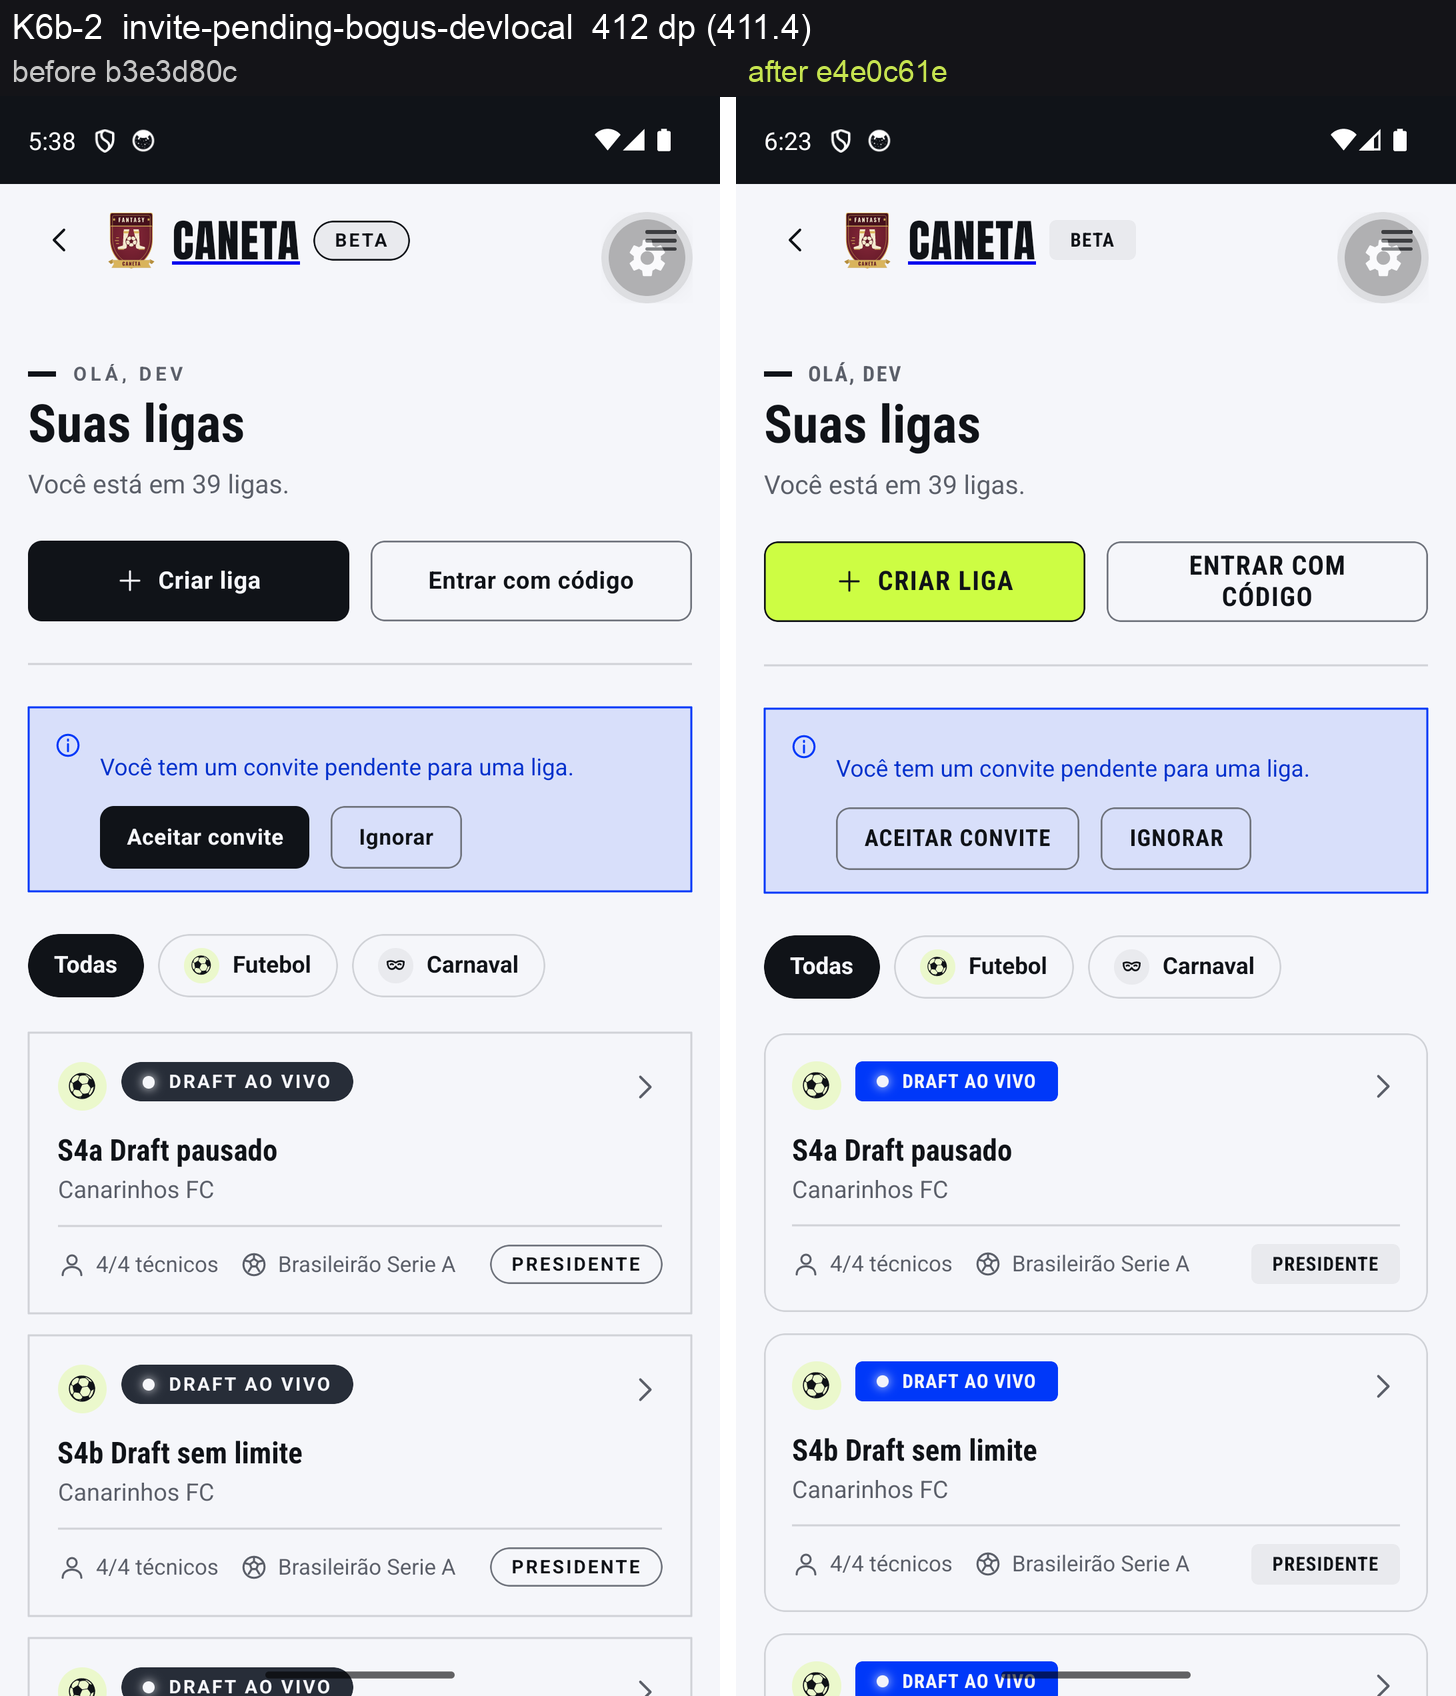 K6b-2 invite-pending-bogus-devlocal 412 dp (411.4)
before b3e3d80c
5:38
FANTASY
CANETA
CANETA
BETA
OLÁ, DEV
Suas ligas
Você está em 39 ligas.
Criar liga
Entrar com código
Você tem um convite pendente para uma liga.
Aceitar convite
Ignorar
Todas
Futebol
Carnaval
DRAFT AO VIVO
S4a Draft pausado
Canarinhos FC
4/4 técnicos
Brasileirão Serie A
PRESIDENTE
DRAFT AO VIVO
S4b Draft sem limite
Canarinhos FC
4/4 técnicos
Brasileirão Serie A
PRESIDENTE
DRAFT AO VIVO
after e4e0c61e
6:23
FANTASY
CANETA
CANETA
BETA
OLÁ, DEV
Suas ligas
Você está em 39 ligas.
CRIAR LIGA
ENTRAR COM
CÓDIGO
Você tem um convite pendente para uma liga.
ACEITAR CONVITE
IGNORAR
Todas
Futebol
Carnaval
DRAFT AO VIVO
S4a Draft pausado
Canarinhos FC
4/4 técnicos
Brasileirão Serie A
PRESIDENTE
DRAFT AO VIVO
S4b Draft sem limite
Canarinhos FC
4/4 técnicos
Brasileirão Serie A
PRESIDENTE
DRAFT AO VIVO